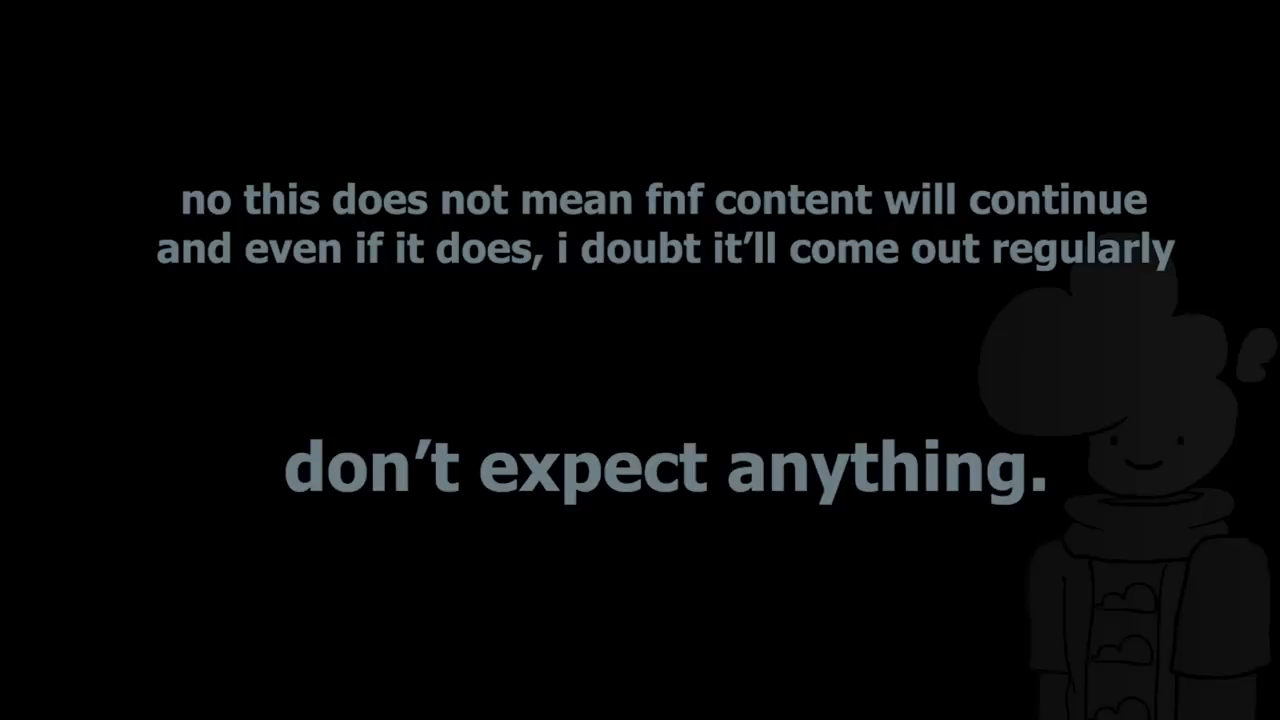 no this does not mean fnf content will continue
and even if it does, i doubt it’ll come out regularly
don’t expect anything.